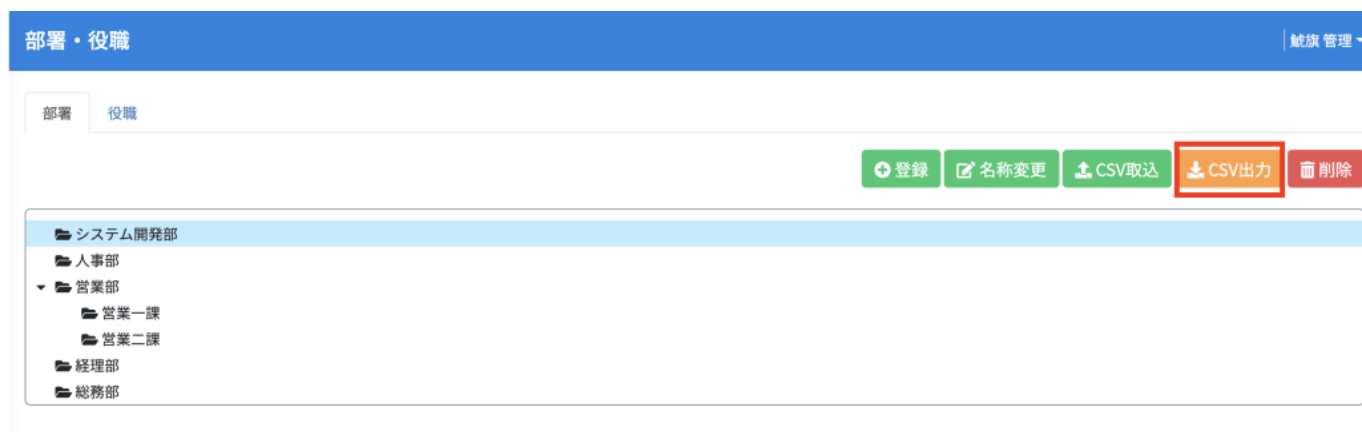 部署・役職
鯱旗 管理
部署 役職
登録 名称変更 CSV取込 CSV出力 削除
システム開発部
人事部
営業部
営業一課
営業二課
経理部
総務部